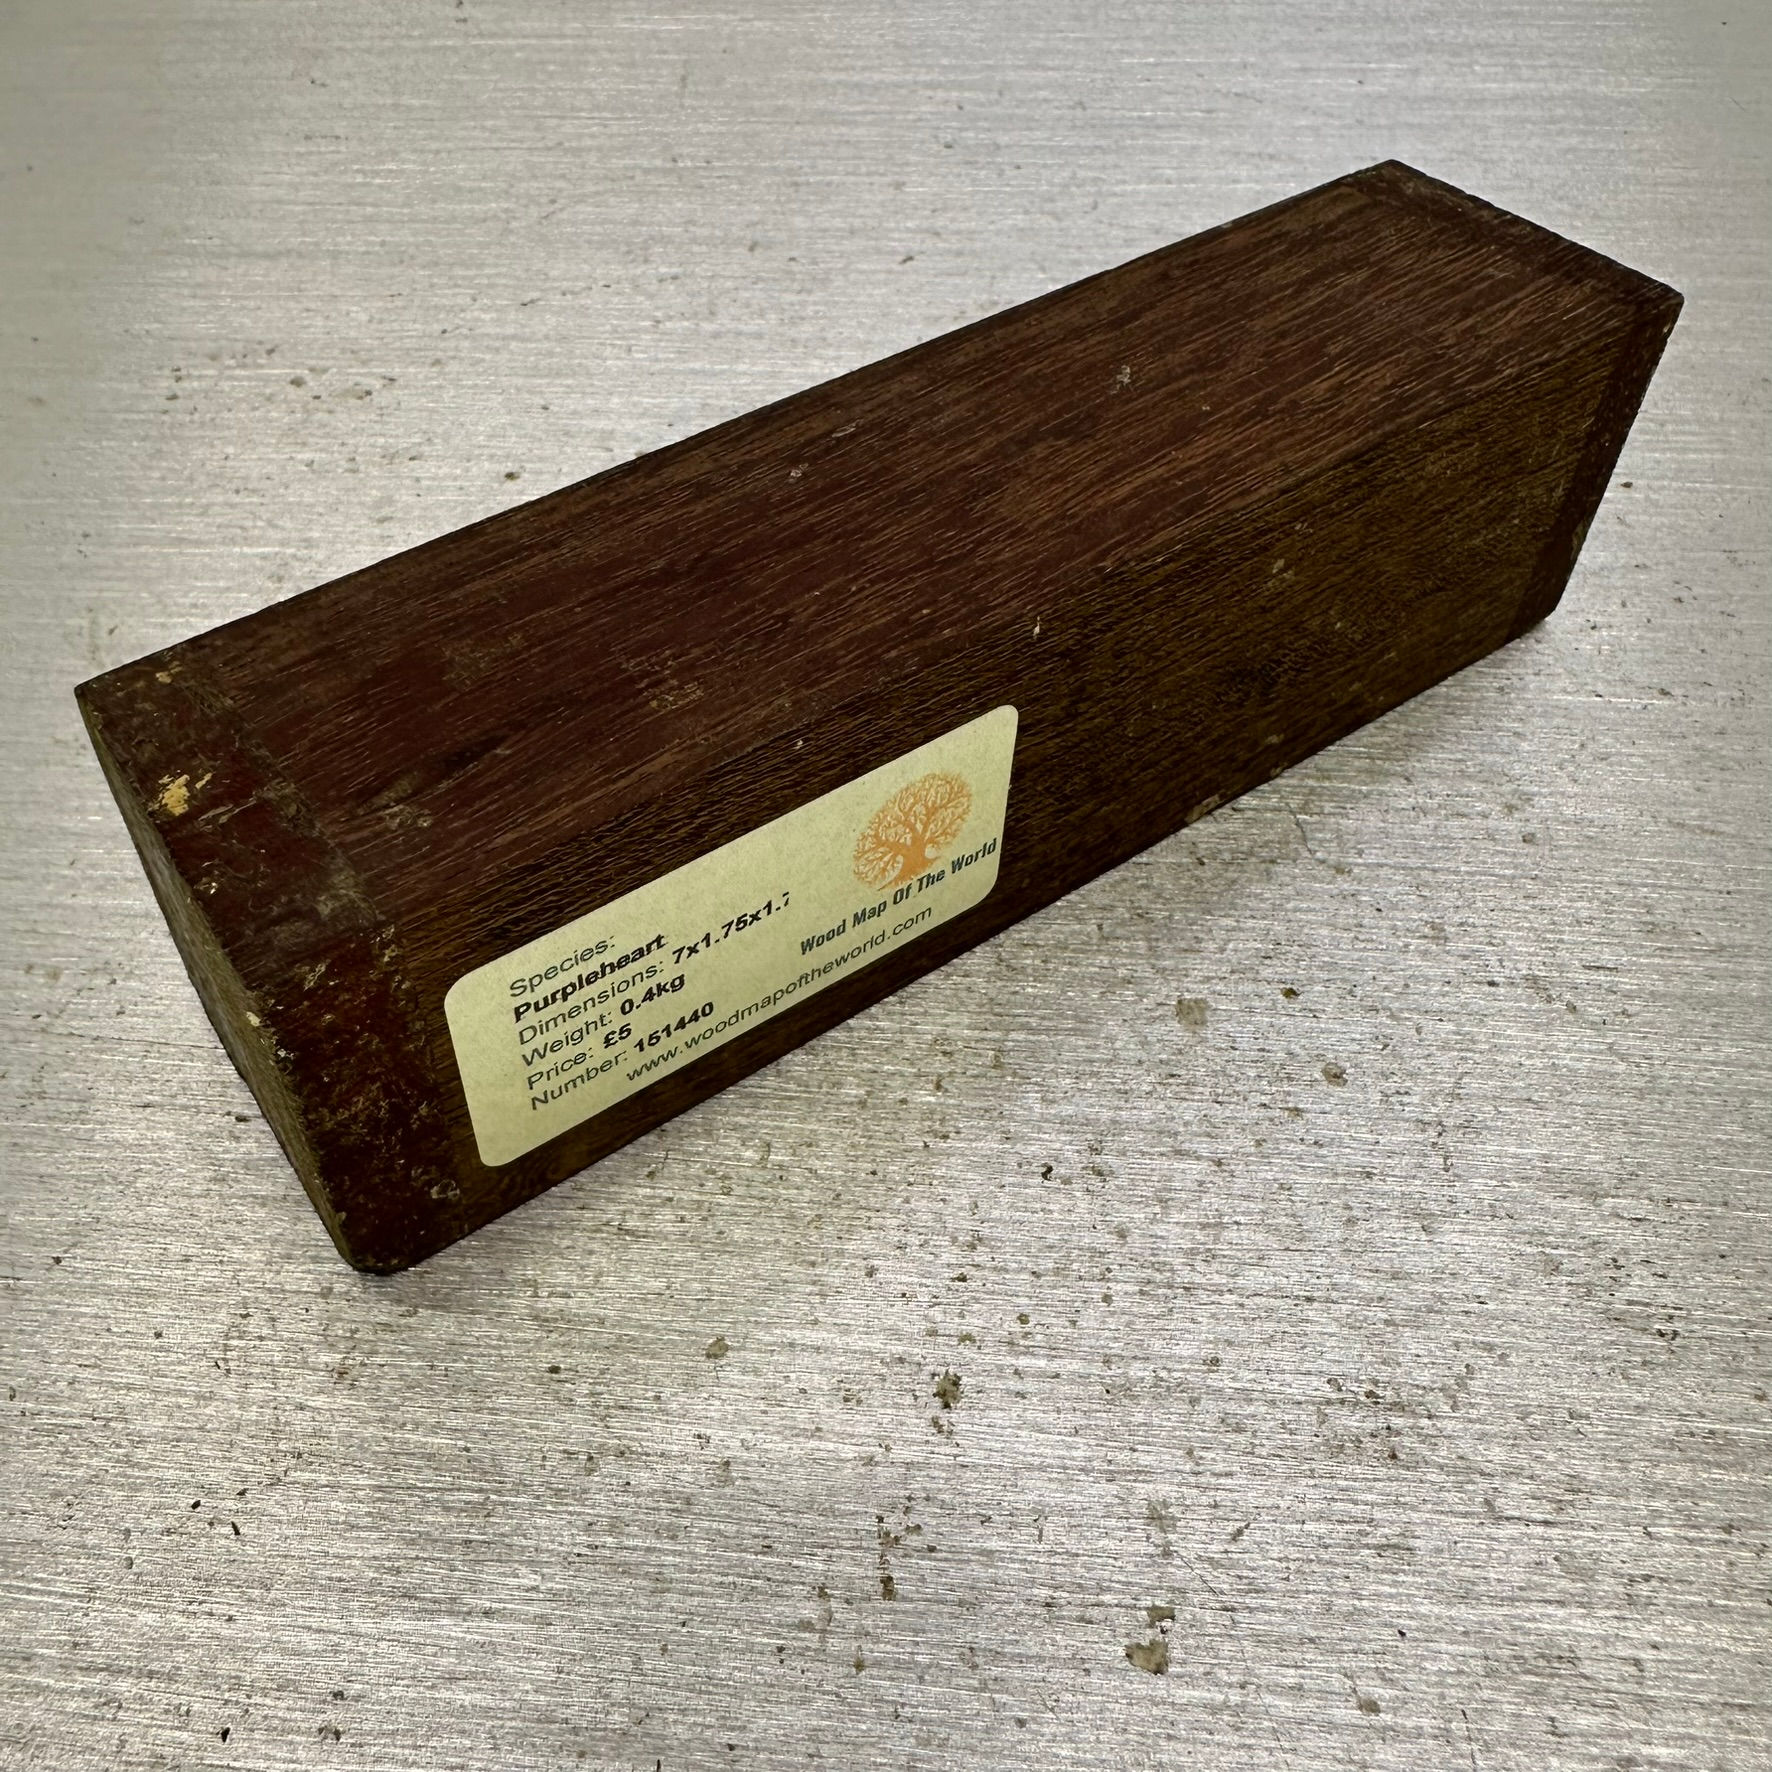 Species:
Purpleheart
Dimensions: 7x1.75x1.7
Weight: 0.4kg
Price: £5
Number: 151440
Wood Map Of The World
www.woodmapoftheworld.com